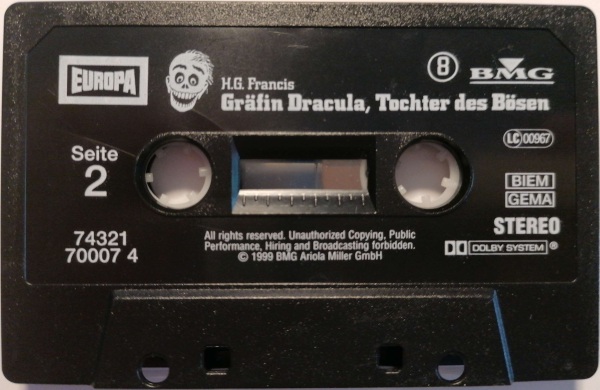 EUROPA
H.G. Francis
Gräfin Dracula, Tochter des Bösen
8
BMG
LC 00967
Seite
2
BIEM
GEMA
STEREO
DOLBY SYSTEM ®
74321
70007 4
All rights reserved. Unauthorized Copying, Public
Performance, Hiring and Broadcasting forbidden.
© 1999 BMG Ariola Miller GmbH